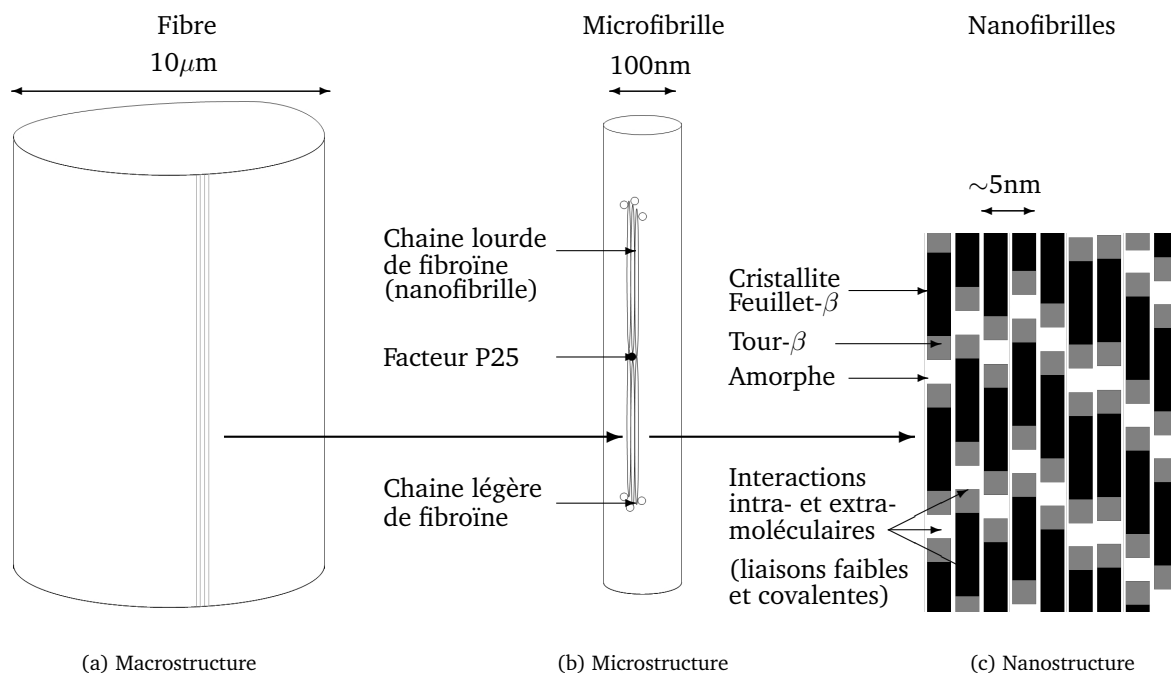 Fibre
10μm
Microfibrille
100nm
Nanofibrilles
∼5nm
Chaine lourde
de fibroïne
(nanofibrille)
Facteur P25
Chaine légère
de fibroïne
Cristallite
Feuillet-β
Tour-β
Amorphe
Interactions
intra- et extra-
moléculaires
(liaisons faibles
et covalentes)
(a) Macrostructure
(b) Microstructure
(c) Nanostructure